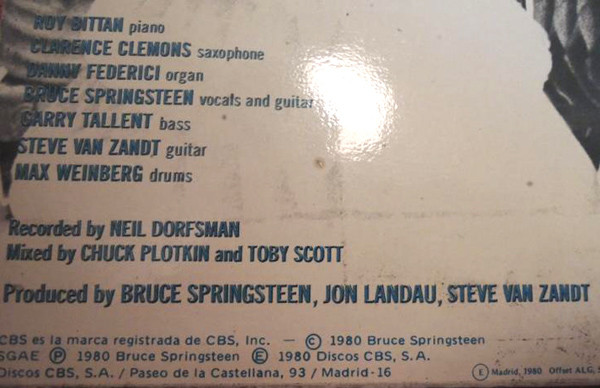 ROY BITTAN piano
CLARENCE CLEMONS saxophone
DANNY FEDERICI organ
BRUCE SPRINGSTEEN vocals and guitar
GARRY TALLENT bass
STEVE VAN ZANDT guitar
MAX WEINBERG drums
Recorded by NEIL DORFSMAN
Mixed by CHUCK PLOTKIN and TOBY SCOTT
Produced by BRUCE SPRINGSTEEN, JON LANDAU, STEVE VAN ZANDT
CBS es la marca registrada de CBS, Inc. — © 1980 Bruce Springsteen
SGAE Ⓟ 1980 Bruce Springsteen Ⓔ 1980 Discos CBS, S.A.
Discos CBS, S.A. / Paseo de la Castellana, 93 / Madrid-16
Ⓔ Madrid, 1980 Offset ALG,